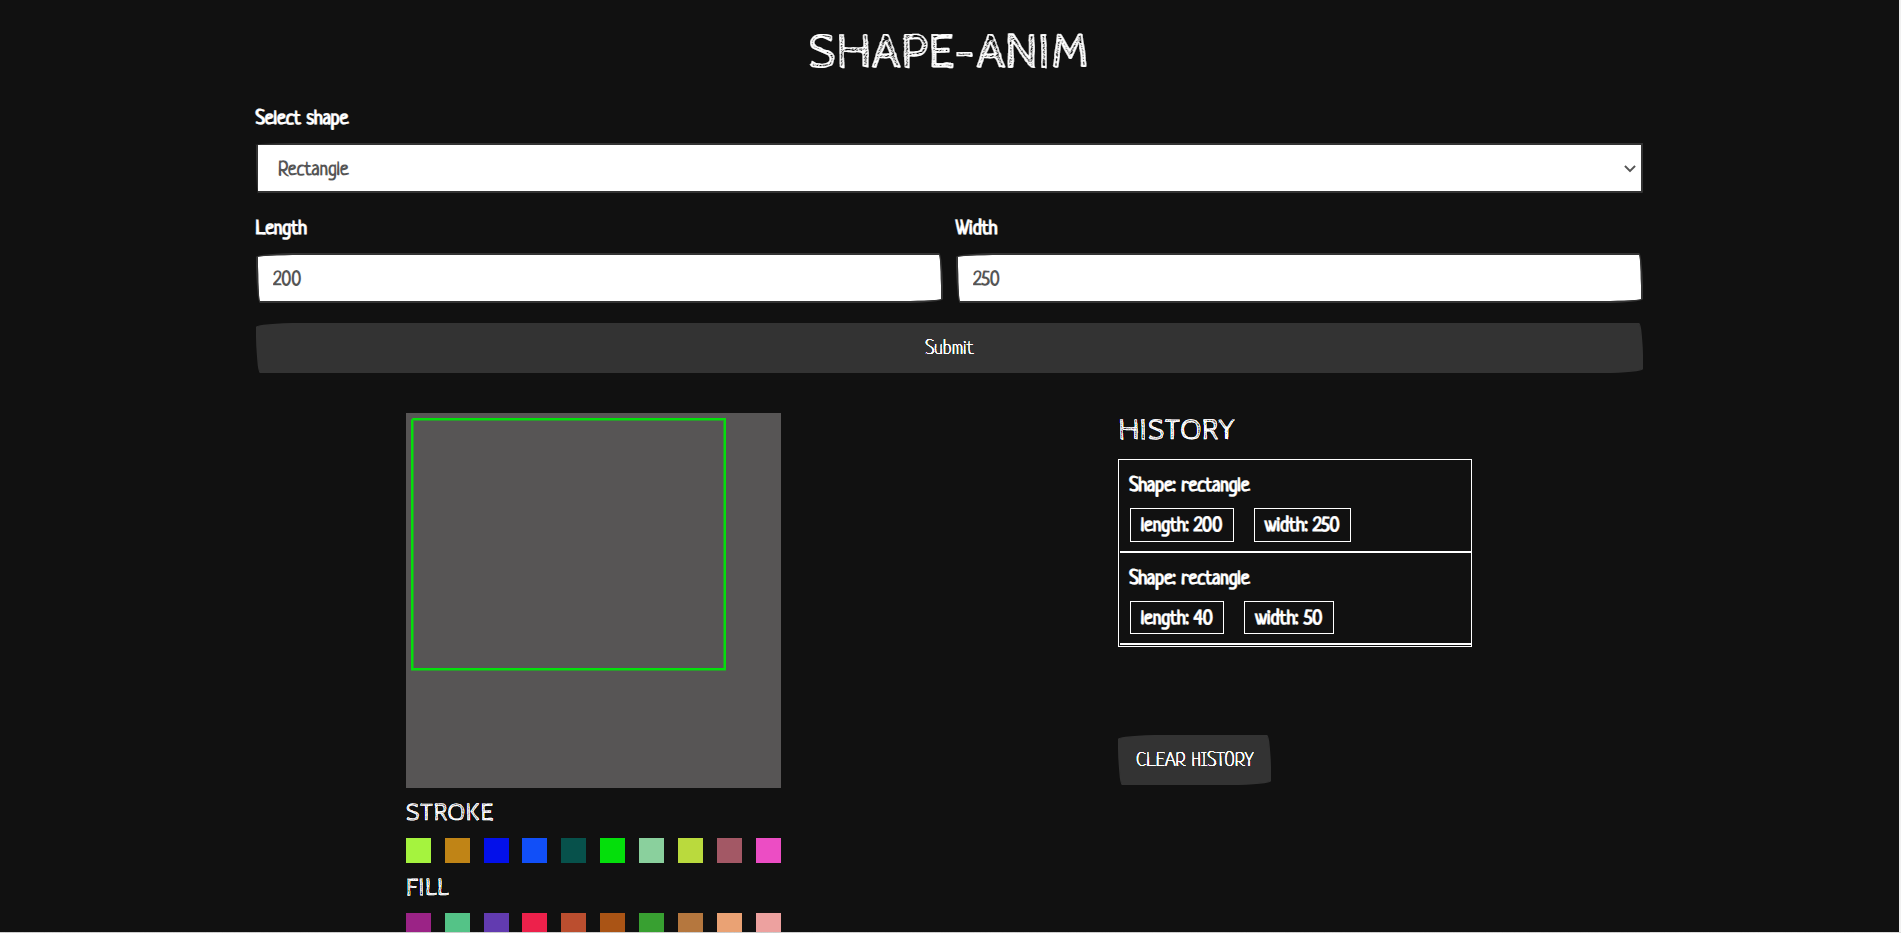 SHAPE-ANIM
Select shape
Rectangle
Length
Width
200
250
Submit
HISTORY
Shape: rectangle
length: 200
width: 250
Shape: rectangle
length: 40
width: 50
CLEAR HISTORY
STROKE
FILL